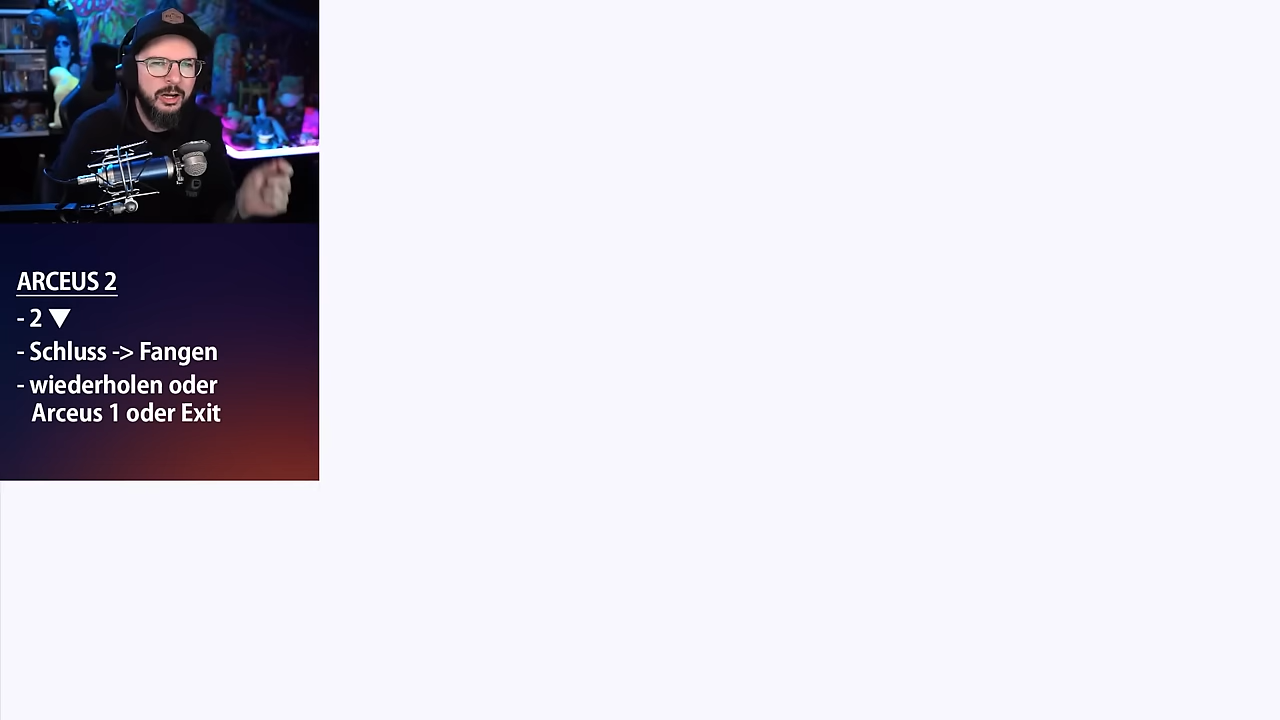 ARCEUS 2
- 2 ▼
- Schluss -> Fangen
- wiederholen oder
Arceus 1 oder Exit